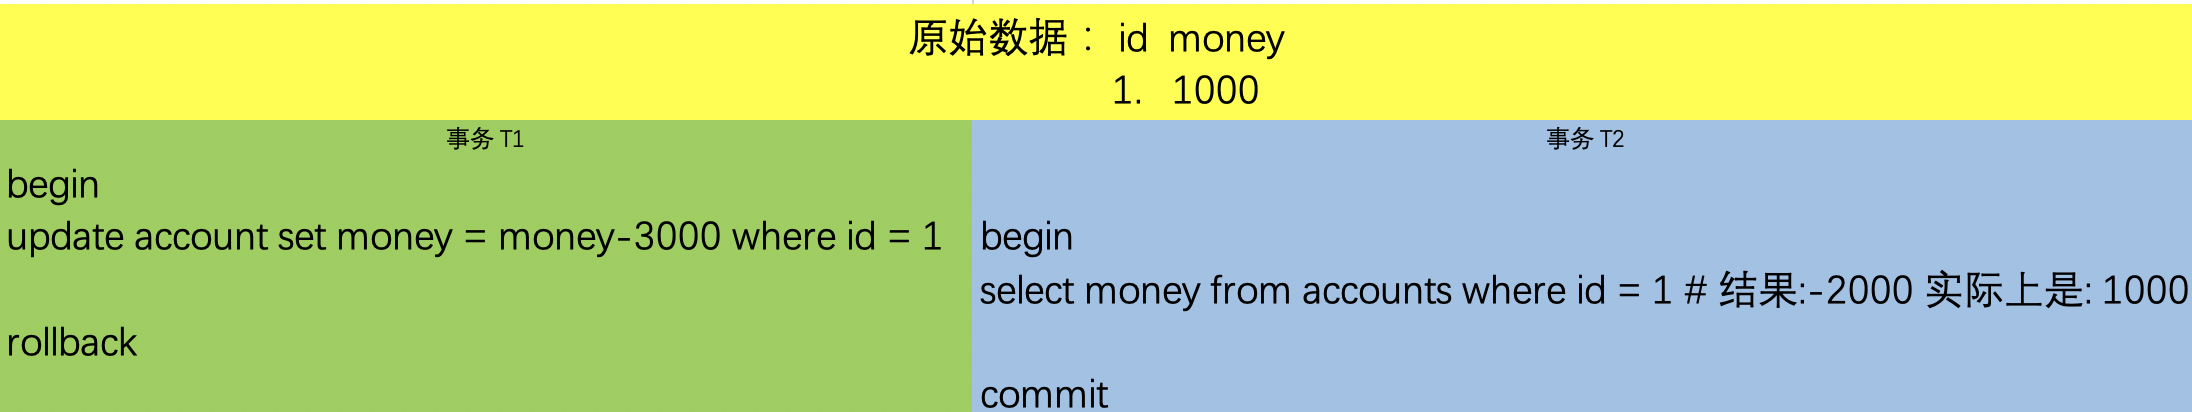 原始数据： id money
1. 1000
事务 T1
begin
update account set money = money-3000 where id = 1
rollback
事务 T2
begin
select money from accounts where id = 1 # 结果:-2000 实际上是: 1000
commit